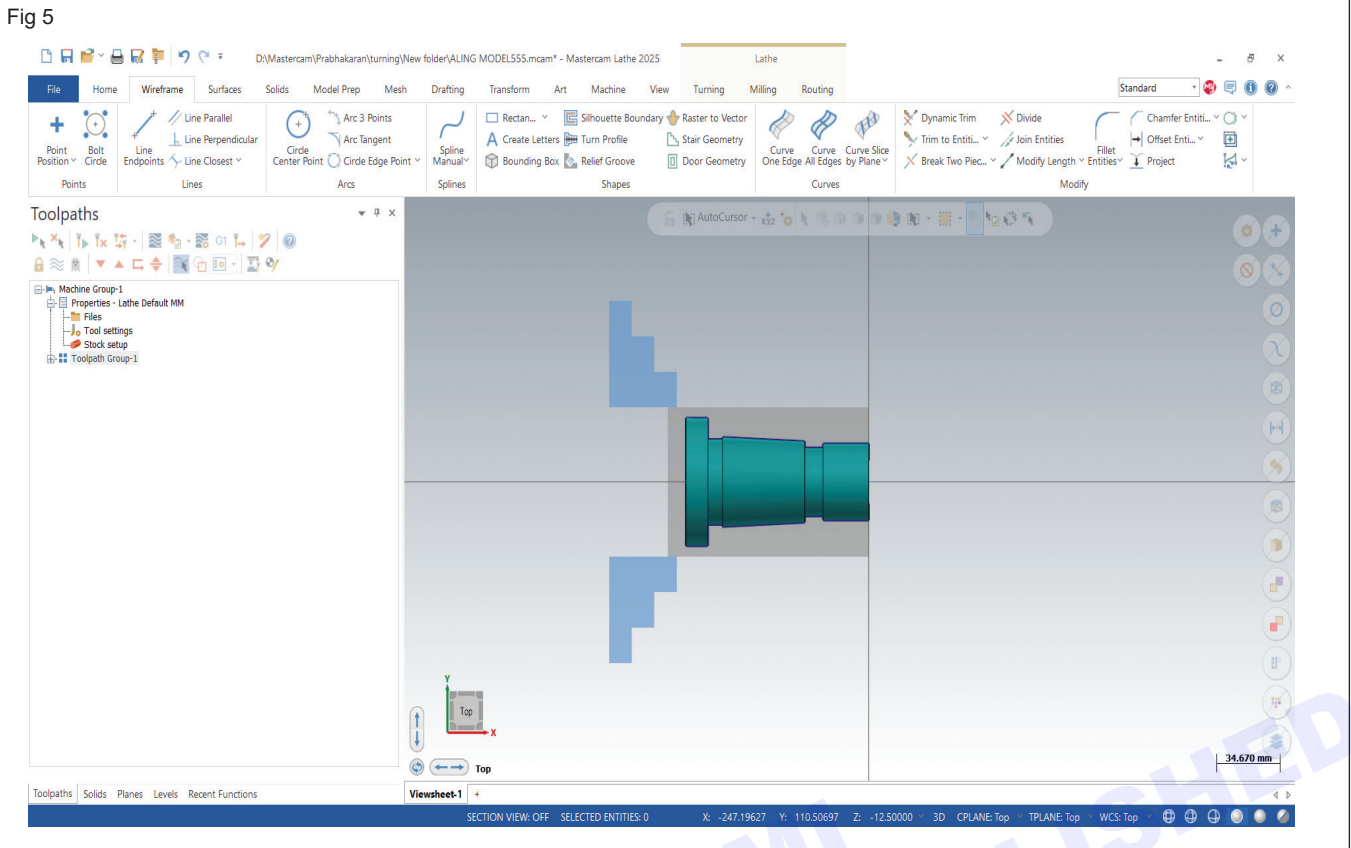 Fig 5
D:\Mastercam\Prabhakaran\turning\New folder\ALING MODEL555.mcam* - Mastercam Lathe 2025
Lathe
File Home Wireframe Surfaces Solids Model Prep Mesh Drafting Transform Art Machine View Turning Milling Routing
Standard
Point Position
Bolt Circle
Points
Line Endpoints
Line Parallel
Line Perpendicular
Line Closest
Lines
Circle Center Point
Arc 3 Points
Arc Tangent
Circle Edge Point
Arcs
Spline Manual
Splines
Rectan... Silhouette Boundary Raster to Vector
Create Letters Turn Profile Stair Geometry
Bounding Box Relief Groove Door Geometry
Shapes
Curve One Edge
Curve All Edges
Curve Slice by Plane
Curves
Dynamic Trim Divide
Trim to Entiti... Join Entities
Break Two Piec... Modify Length
Fillet Entities
Chamfer Entiti...
Offset Enti...
Project
Modify
Toolpaths
G1
AutoCursor
XYZ
Machine Group-1
Properties - Lathe Default MM
Files
Tool settings
Stock setup
Toolpath Group-1
Y
Top
X
Top
34.670 mm
Toolpaths Solids Planes Levels Recent Functions
Viewsheet-1 +
SECTION VIEW: OFF SELECTED ENTITIES: 0 X: -247.19627 Y: 110.50697 Z: -12.50000 3D CPLANE: Top TPLANE: Top WCS: Top